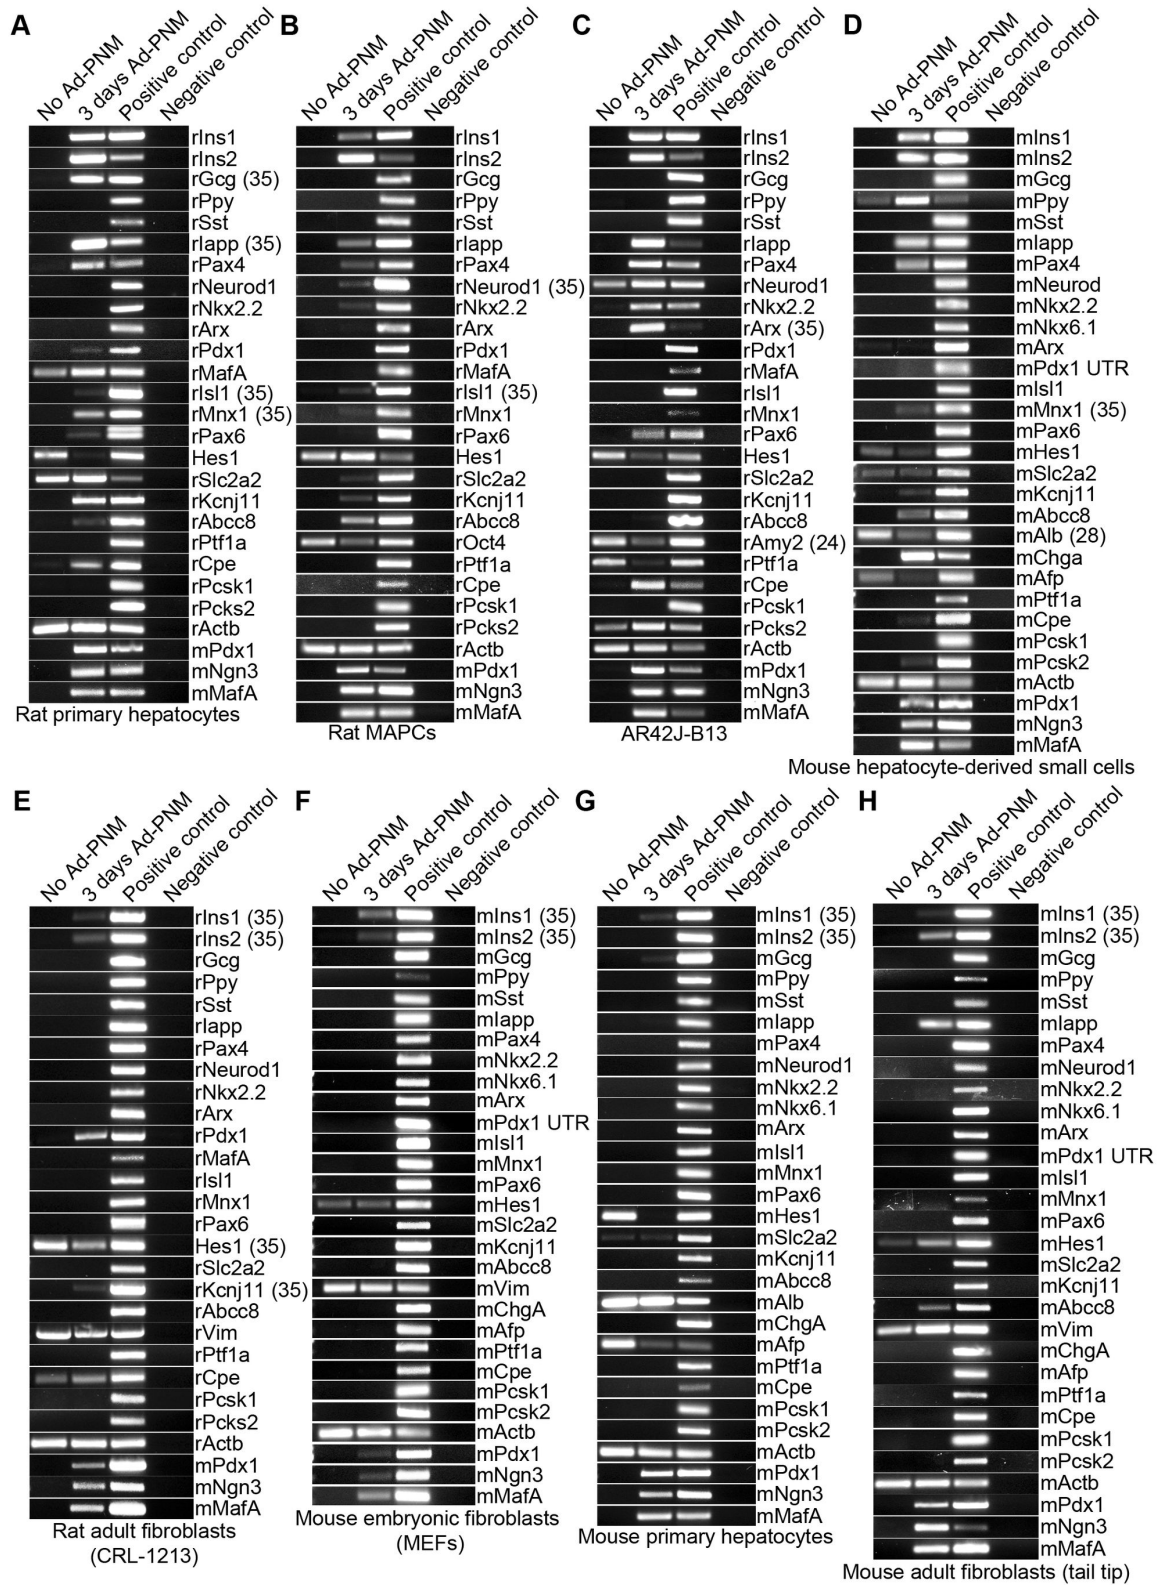 A
No Ad-PNM
3 days Ad-PNM
Positive control
Negative control
rIns1
rIns2
rGcg (35)
rPpy
rSst
rIapp (35)
rPax4
rNeurod1
rNkx2.2
rArx
rPdx1
rMafA
rIsl1 (35)
rMnx1 (35)
rPax6
Hes1
rSlc2a2
rKcnj11
rAbcc8
rPtf1a
rCpe
rPcsk1
rPcks2
rActb
mPdx1
mNgn3
mMafA
Rat primary hepatocytes
B
No Ad-PNM
3 days Ad-PNM
Positive control
Negative control
rIns1
rIns2
rGcg
rPpy
rSst
rIapp
rPax4
rNeurod1 (35)
rNkx2.2
rArx
rPdx1
rMafA
rIsl1 (35)
rMnx1
rPax6
Hes1
rSlc2a2
rKcnj11
rAbcc8
rOct4
rPtf1a
rCpe
rPcsk1
rPcks2
rActb
mPdx1
mNgn3
mMafA
Rat MAPCs
C
No Ad-PNM
3 days Ad-PNM
Positive control
Negative control
rIns1
rIns2
rGcg
rPpy
rSst
rIapp
rPax4
rNeurod1
rNkx2.2
rArx (35)
rPdx1
rMafA
rIsl1
rMnx1
rPax6
Hes1
rSlc2a2
rKcnj11
rAbcc8
rAmy2 (24)
rPtf1a
rCpe
rPcsk1
rPcks2
rActb
mPdx1
mNgn3
mMafA
AR42J-B13
D
No Ad-PNM
3 days Ad-PNM
Positive control
Negative control
mIns1
mIns2
mGcg
mPpy
mSst
mIapp
mPax4
mNeurod
mNkx2.2
mNkx6.1
mArx
mPdx1 UTR
mIsl1
mMnx1 (35)
mPax6
mHes1
mSlc2a2
mKcnj11
mAbcc8
mAlb (28)
mChga
mAfp
mPtf1a
mCpe
mPcsk1
mPcsk2
mActb
mPdx1
mNgn3
mMafA
Mouse hepatocyte-derived small cells
E
No Ad-PNM
3 days Ad-PNM
Positive control
Negative control
rIns1 (35)
rIns2 (35)
rGcg
rPpy
rSst
rIapp
rPax4
rNeurod1
rNkx2.2
rArx
rPdx1
rMafA
rIsl1
rMnx1
rPax6
Hes1 (35)
rSlc2a2
rKcnj11 (35)
rAbcc8
rVim
rPtf1a
rCpe
rPcsk1
rPcks2
rActb
mPdx1
mNgn3
mMafA
Rat adult fibroblasts
(CRL-1213)
F
No Ad-PNM
3 days Ad-PNM
Positive control
Negative control
mIns1 (35)
mIns2 (35)
mGcg
mPpy
mSst
mIapp
mPax4
mNkx2.2
mNkx6.1
mArx
mPdx1 UTR
mIsl1
mMnx1
mPax6
mHes1
mSlc2a2
mKcnj11
mAbcc8
mVim
mChgA
mAfp
mPtf1a
mCpe
mPcsk1
mPcsk2
mActb
mPdx1
mNgn3
mMafA
Mouse embryonic fibroblasts
(MEFs)
G
No Ad-PNM
3 days Ad-PNM
Positive control
Negative control
mIns1 (35)
mIns2 (35)
mGcg
mPpy
mSst
mIapp
mPax4
mNeurod1
mNkx2.2
mNkx6.1
mArx
mIsl1
mMnx1
mPax6
mHes1
mSlc2a2
mKcnj11
mAbcc8
mAlb
mChgA
mAfp
mPtf1a
mCpe
mPcsk1
mPcsk2
mActb
mPdx1
mNgn3
mMafA
Mouse primary hepatocytes
H
No Ad-PNM
3 days Ad-PNM
Positive control
Negative control
mIns1 (35)
mIns2 (35)
mGcg
mPpy
mSst
mIapp
mPax4
mNeurod1
mNkx2.2
mNkx6.1
mArx
mPdx1 UTR
mIsl1
mMnx1
mPax6
mHes1
mSlc2a2
mKcnj11
mAbcc8
mVim
mChgA
mAfp
mPtf1a
mCpe
mPcsk1
mPcsk2
mActb
mPdx1
mNgn3
mMafA
Mouse adult fibroblasts (tail tip)